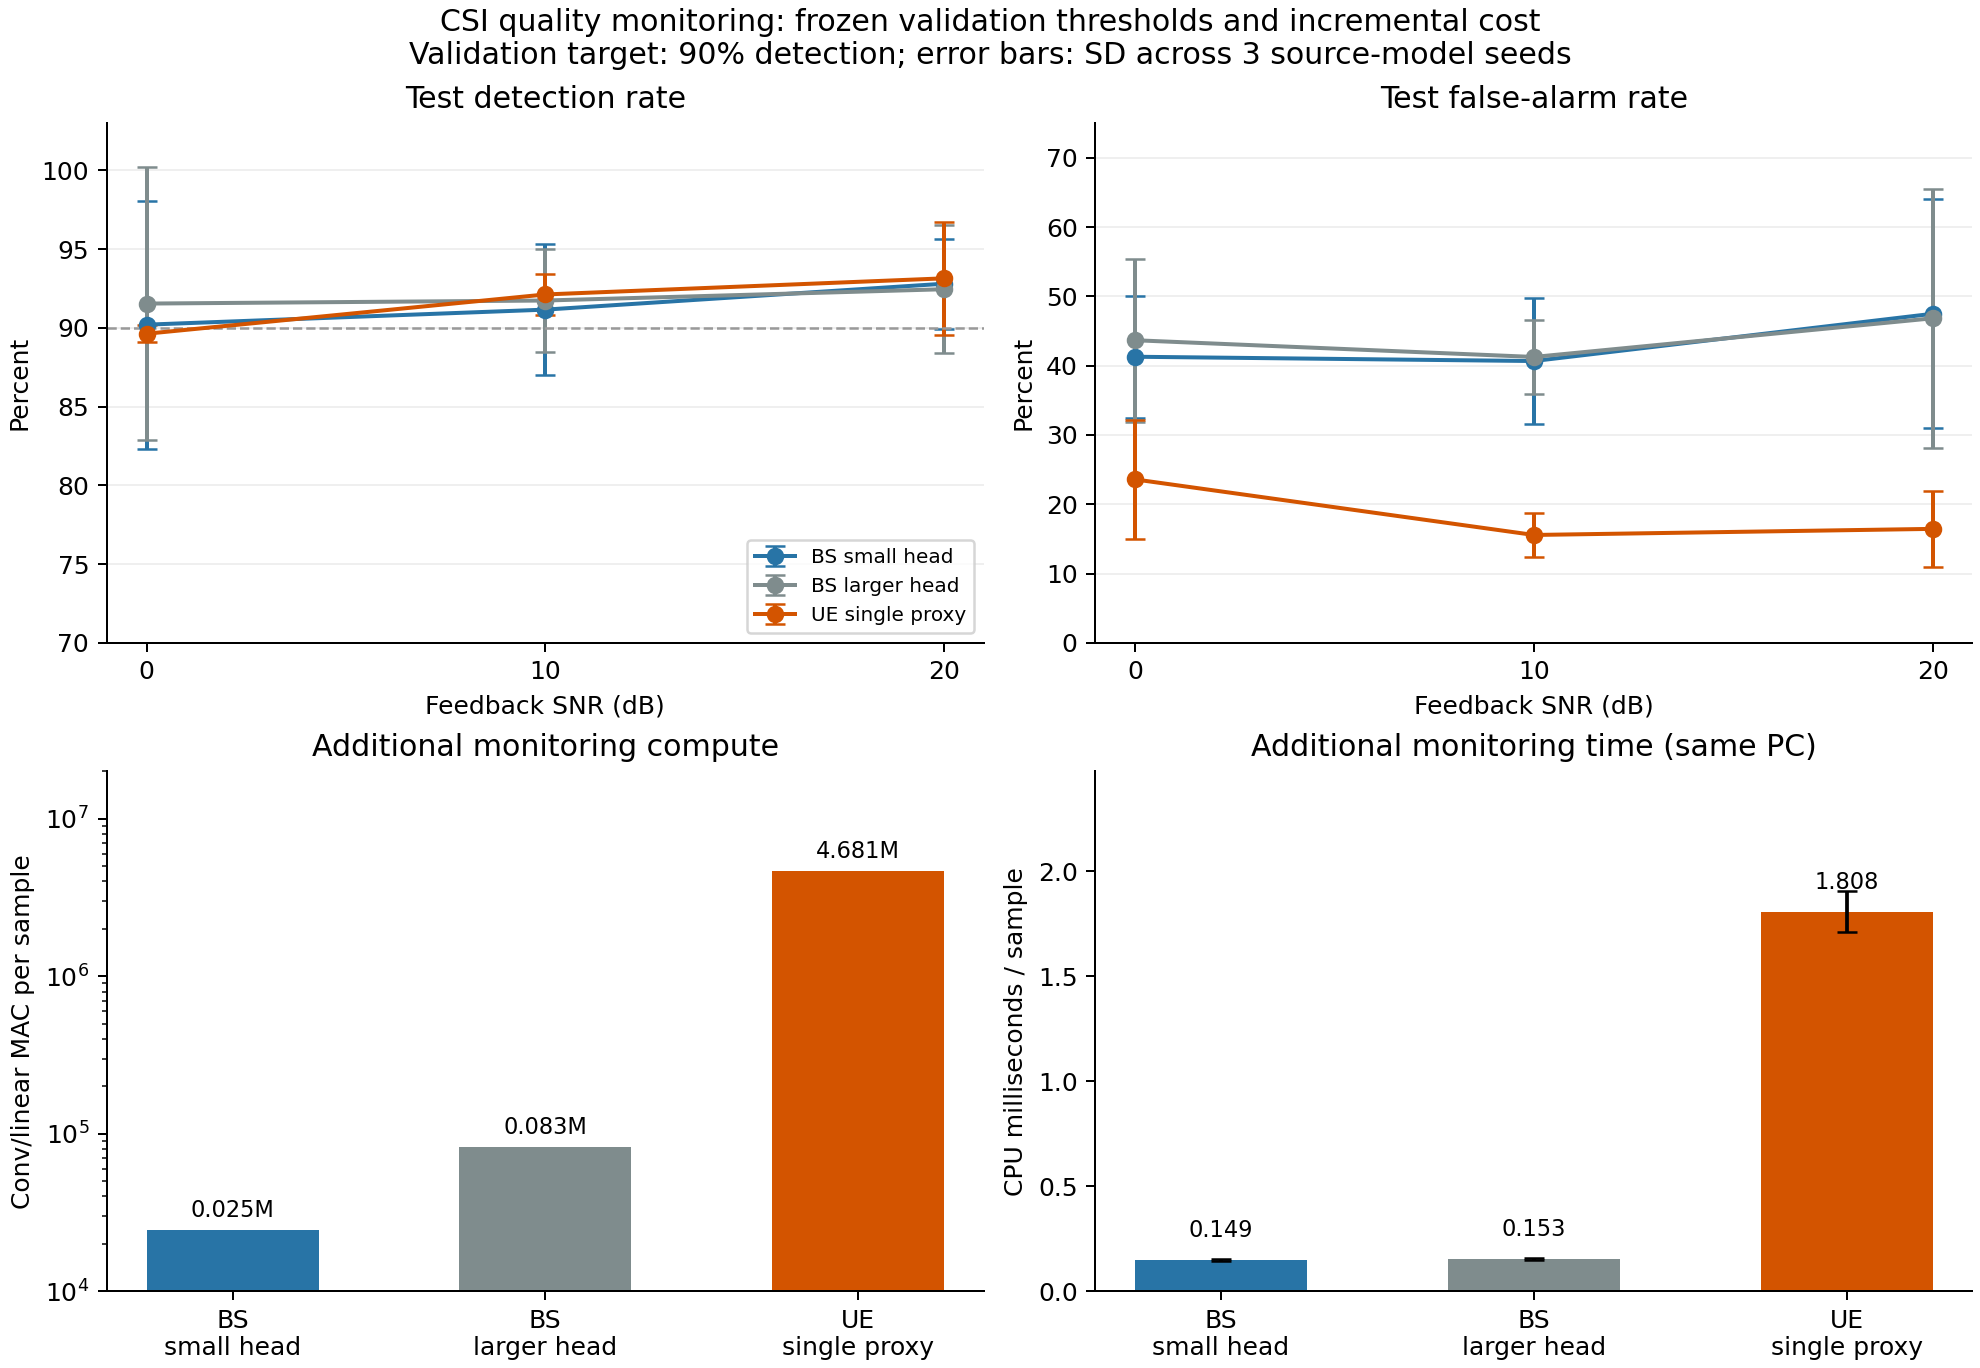 CSI quality monitoring: frozen validation thresholds and incremental cost
Validation target: 90% detection; error bars: SD across 3 source-model seeds
Test detection rate
Percent
100
95
90
85
80
75
70
0
10
20
Feedback SNR (dB)
BS small head
BS larger head
UE single proxy
Test false-alarm rate
Percent
70
60
50
40
30
20
10
0
0
10
20
Feedback SNR (dB)
Additional monitoring compute
Conv/linear MAC per sample
10⁷
10⁶
10⁵
10⁴
0.025M
0.083M
4.681M
BS
small head
BS
larger head
UE
single proxy
Additional monitoring time (same PC)
CPU milliseconds / sample
2.0
1.5
1.0
0.5
0.0
0.149
0.153
1.808
BS
small head
BS
larger head
UE
single proxy